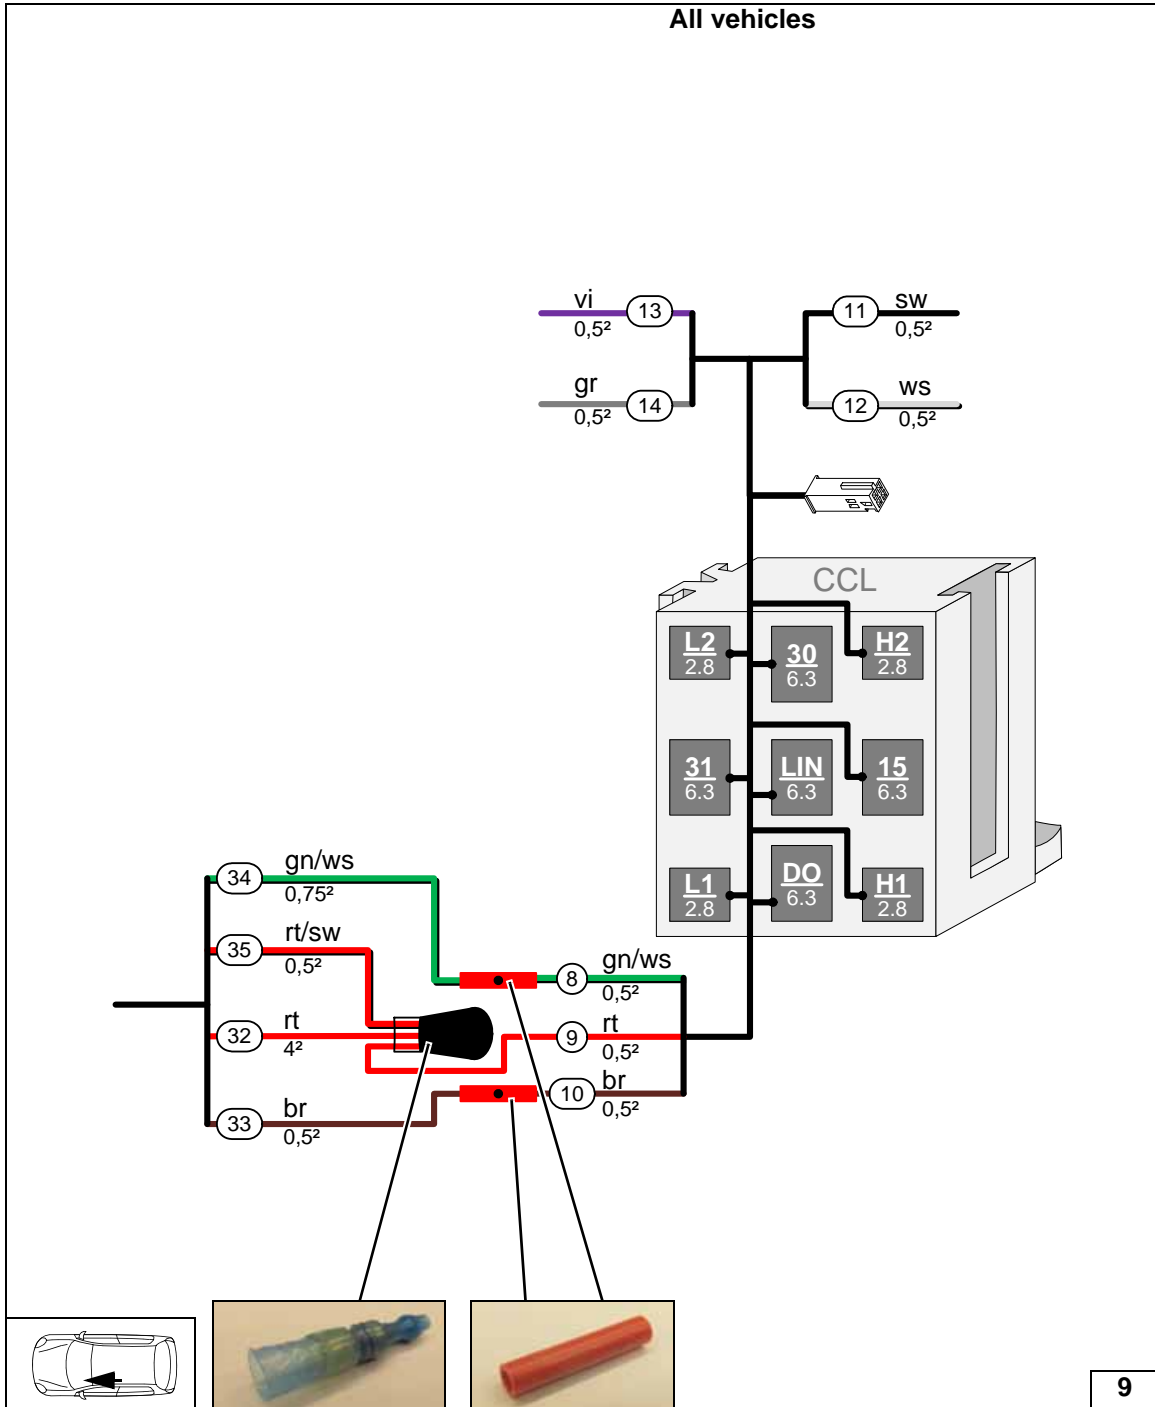 All vehicles
vi 13 11 sw
0,5² 0,5²
gr 14 12 ws
0,5² 0,5²
CCL
L2 30 H2
2.8 6.3 2.8
31 LIN 15
6.3 6.3 6.3
L1 DO H1
2.8 6.3 2.8
34 gn/ws
0,75²
35 rt/sw
0,5²
8 gn/ws
0,5²
32 rt
4²
9 rt
0,5²
10 br
0,5²
33 br
0,5²
9